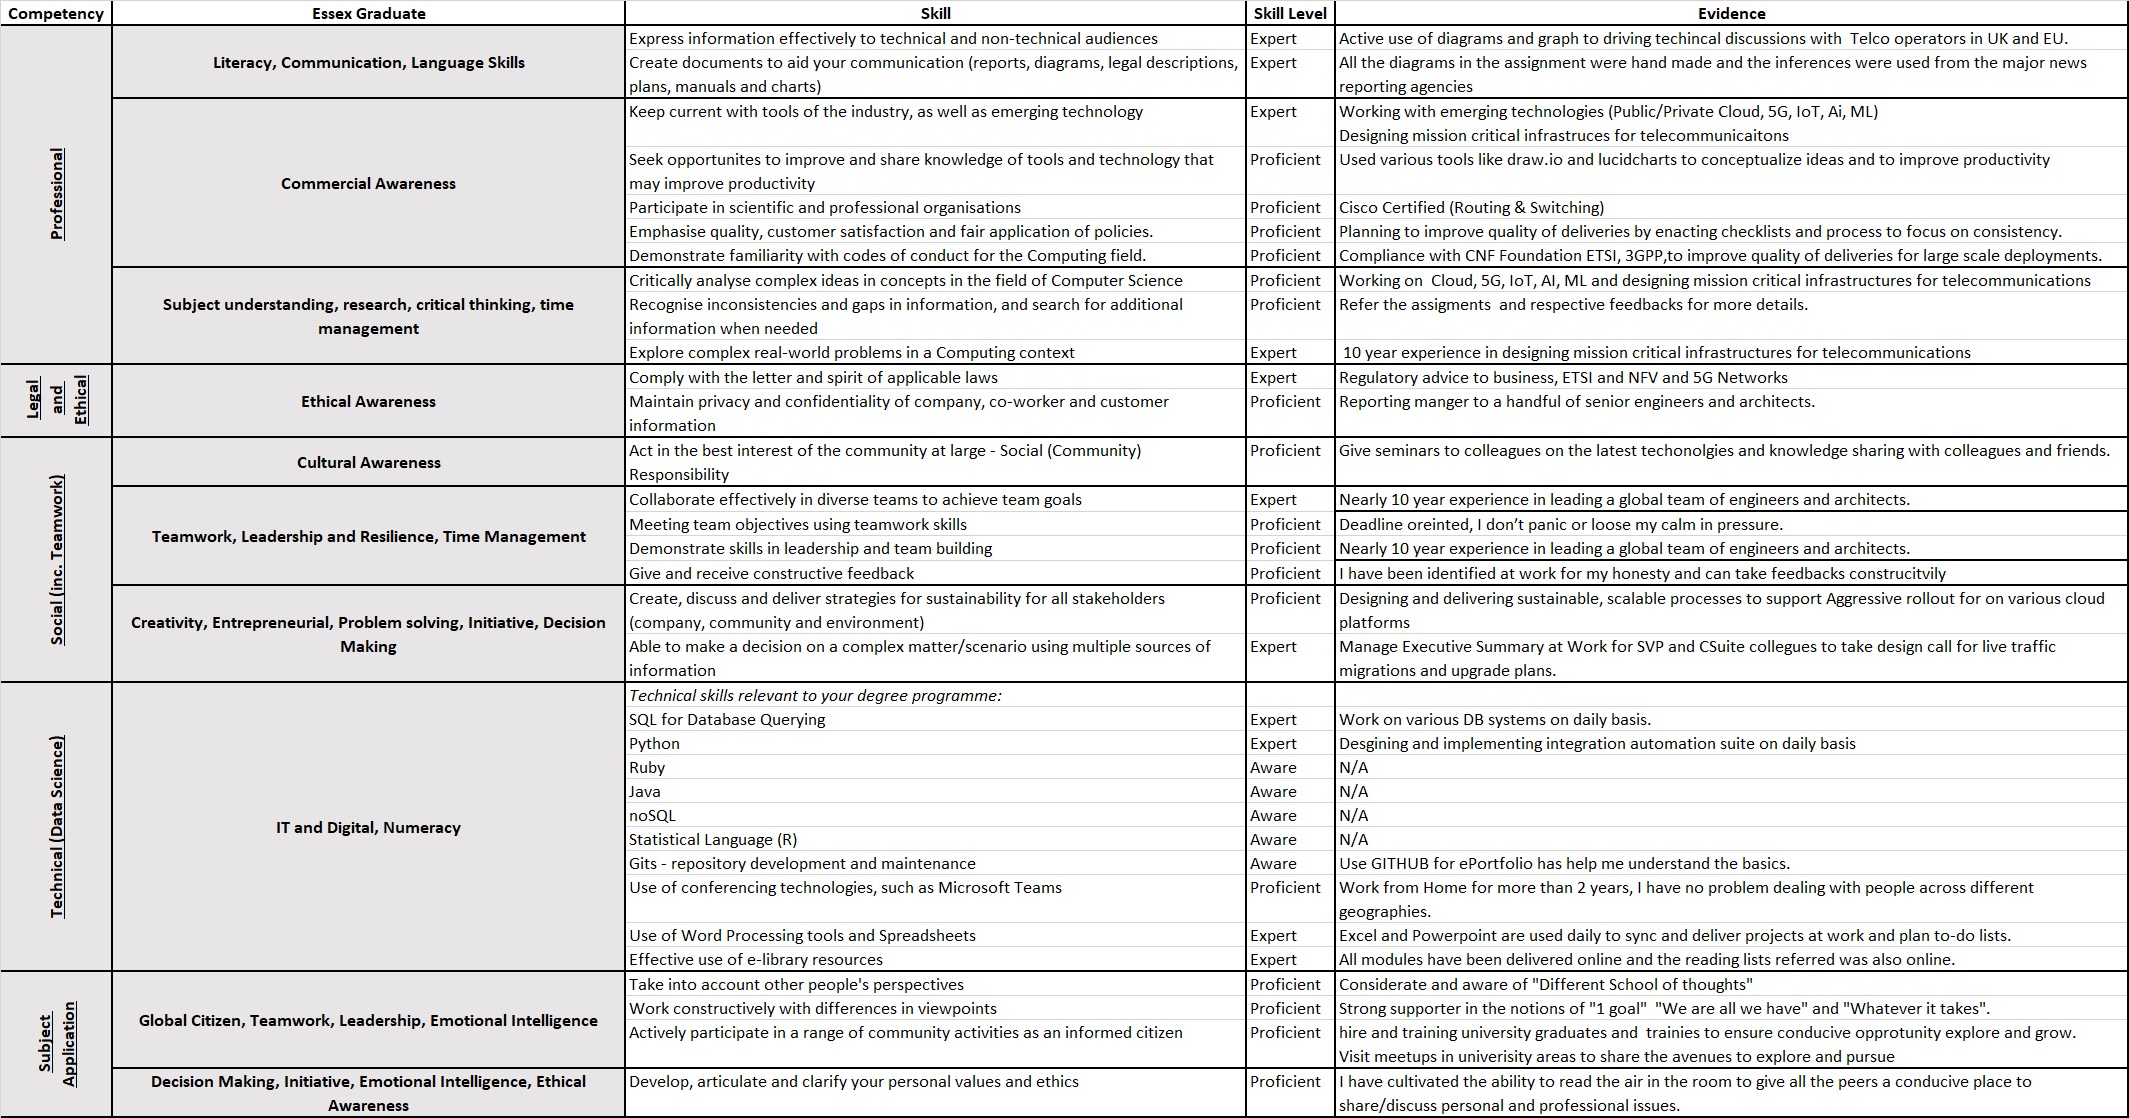 Competency Essex Graduate Skill Skill Level Evidence
Professional
Literacy, Communication, Language Skills
Express information effectively to technical and non-technical audiences Expert Active use of diagrams and graph to driving techincal discussions with  Telco operators in UK and EU.
Create documents to aid your communication (reports, diagrams, legal descriptions, Expert All the diagrams in the assignment were hand made and the inferences were used from the major news
plans, manuals and charts) reporting agencies
Commercial Awareness
Keep current with tools of the industry, as well as emerging technology Expert Working with emerging technologies (Public/Private Cloud, 5G, IoT, Ai, ML)
Designing mission critical infrastruces for telecommunicaitons
Seek opportunites to improve and share knowledge of tools and technology that Proficient Used various tools like draw.io and lucidcharts to conceptualize ideas and to improve productivity
may improve productivity
Participate in scientific and professional organisations Proficient Cisco Certified (Routing & Switching)
Emphasise quality, customer satisfaction and fair application of policies. Proficient Planning to improve quality of deliveries by enacting checklists and process to focus on consistency.
Demonstrate familiarity with codes of conduct for the Computing field. Proficient Compliance with CNF Foundation ETSI, 3GPP,to improve quality of deliveries for large scale deployments.
Subject understanding, research, critical thinking, time
management
Critically analyse complex ideas in concepts in the field of Computer Science Proficient Working on  Cloud, 5G, IoT, AI, ML and designing mission critical infrastructures for telecommunications
Recognise inconsistencies and gaps in information, and search for additional Proficient Refer the assigments  and respective feedbacks for more details.
information when needed
Explore complex real-world problems in a Computing context Expert 10 year experience in designing mission critical infrastructures for telecommunications
Legal
and
Ethical
Ethical Awareness
Comply with the letter and spirit of applicable laws Expert Regulatory advice to business, ETSI and NFV and 5G Networks
Maintain privacy and confidentiality of company, co-worker and customer Proficient Reporting manger to a handful of senior engineers and architects.
information
Social (inc. Teamwork)
Cultural Awareness
Act in the best interest of the community at large - Social (Community) Proficient Give seminars to colleagues on the latest techonolgies and knowledge sharing with colleagues and friends.
Responsibility
Teamwork, Leadership and Resilience, Time Management
Collaborate effectively in diverse teams to achieve team goals Expert Nearly 10 year experience in leading a global team of engineers and architects.
Meeting team objectives using teamwork skills Proficient Deadline oreinted, I don’t panic or loose my calm in pressure.
Demonstrate skills in leadership and team building Proficient Nearly 10 year experience in leading a global team of engineers and architects.
Give and receive constructive feedback Proficient I have been identified at work for my honesty and can take feedbacks construcitvily
Creativity, Entrepreneurial, Problem solving, Initiative, Decision
Making
Create, discuss and deliver strategies for sustainability for all stakeholders Proficient Designing and delivering sustainable, scalable processes to support Aggressive rollout for on various cloud
(company, community and environment) platforms
Able to make a decision on a complex matter/scenario using multiple sources of Expert Manage Executive Summary at Work for SVP and CSuite collegues to take design call for live traffic
information migrations and upgrade plans.
Technical (Data Science)
IT and Digital, Numeracy
Technical skills relevant to your degree programme:
SQL for Database Querying Expert Work on various DB systems on daily basis.
Python Expert Desgining and implementing integration automation suite on daily basis
Ruby Aware N/A
Java Aware N/A
noSQL Aware N/A
Statistical Language (R) Aware N/A
Gits - repository development and maintenance Aware Use GITHUB for ePortfolio has help me understand the basics.
Use of conferencing technologies, such as Microsoft Teams Proficient Work from Home for more than 2 years, I have no problem dealing with people across different
geographies.
Use of Word Processing tools and Spreadsheets Expert Excel and Powerpoint are used daily to sync and deliver projects at work and plan to-do lists.
Effective use of e-library resources Expert All modules have been delivered online and the reading lists referred was also online.
Subject
Application
Global Citizen, Teamwork, Leadership, Emotional Intelligence
Take into account other people's perspectives Proficient Considerate and aware of "Different School of thoughts"
Work constructively with differences in viewpoints Proficient Strong supporter in the notions of "1 goal"  "We are all we have" and "Whatever it takes".
Actively participate in a range of community activities as an informed citizen Proficient hire and training university graduates and  trainies to ensure conducive opprotunity explore and grow.
Visit meetups in univerisity areas to share the avenues to explore and pursue
Decision Making, Initiative, Emotional Intelligence, Ethical
Awareness
Develop, articulate and clarify your personal values and ethics Proficient I have cultivated the ability to read the air in the room to give all the peers a conducive place to
share/discuss personal and professional issues.